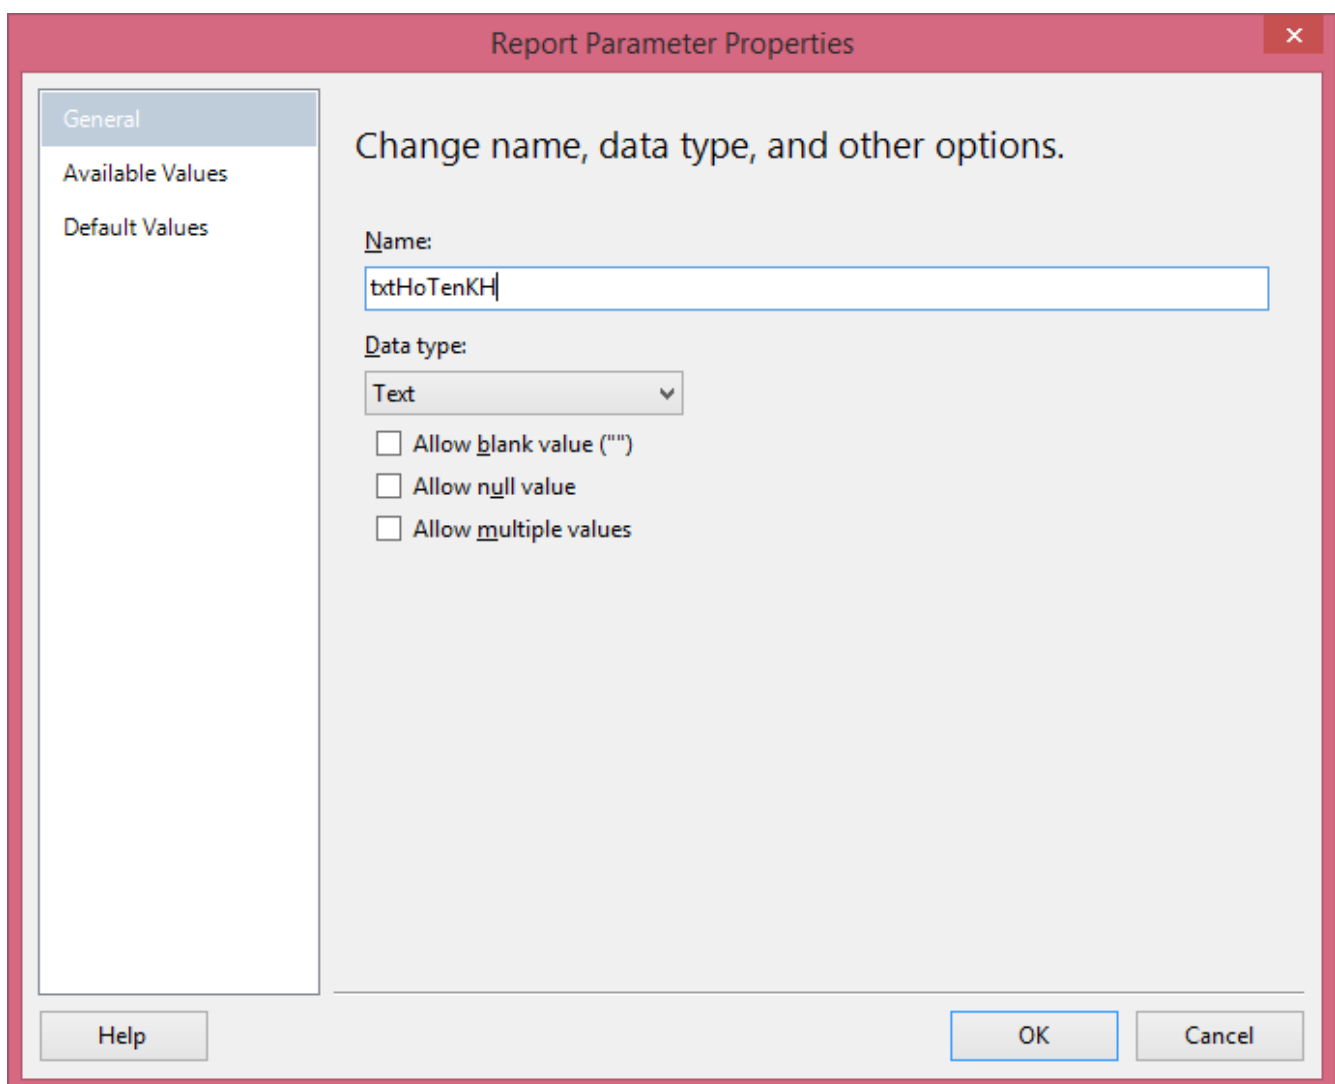 Report Parameter Properties
General
Available Values
Default Values
Change name, data type, and other options.
Name:
txtHoTenKH
Data type:
Text
Allow blank value ("")
Allow null value
Allow multiple values
Help
OK
Cancel